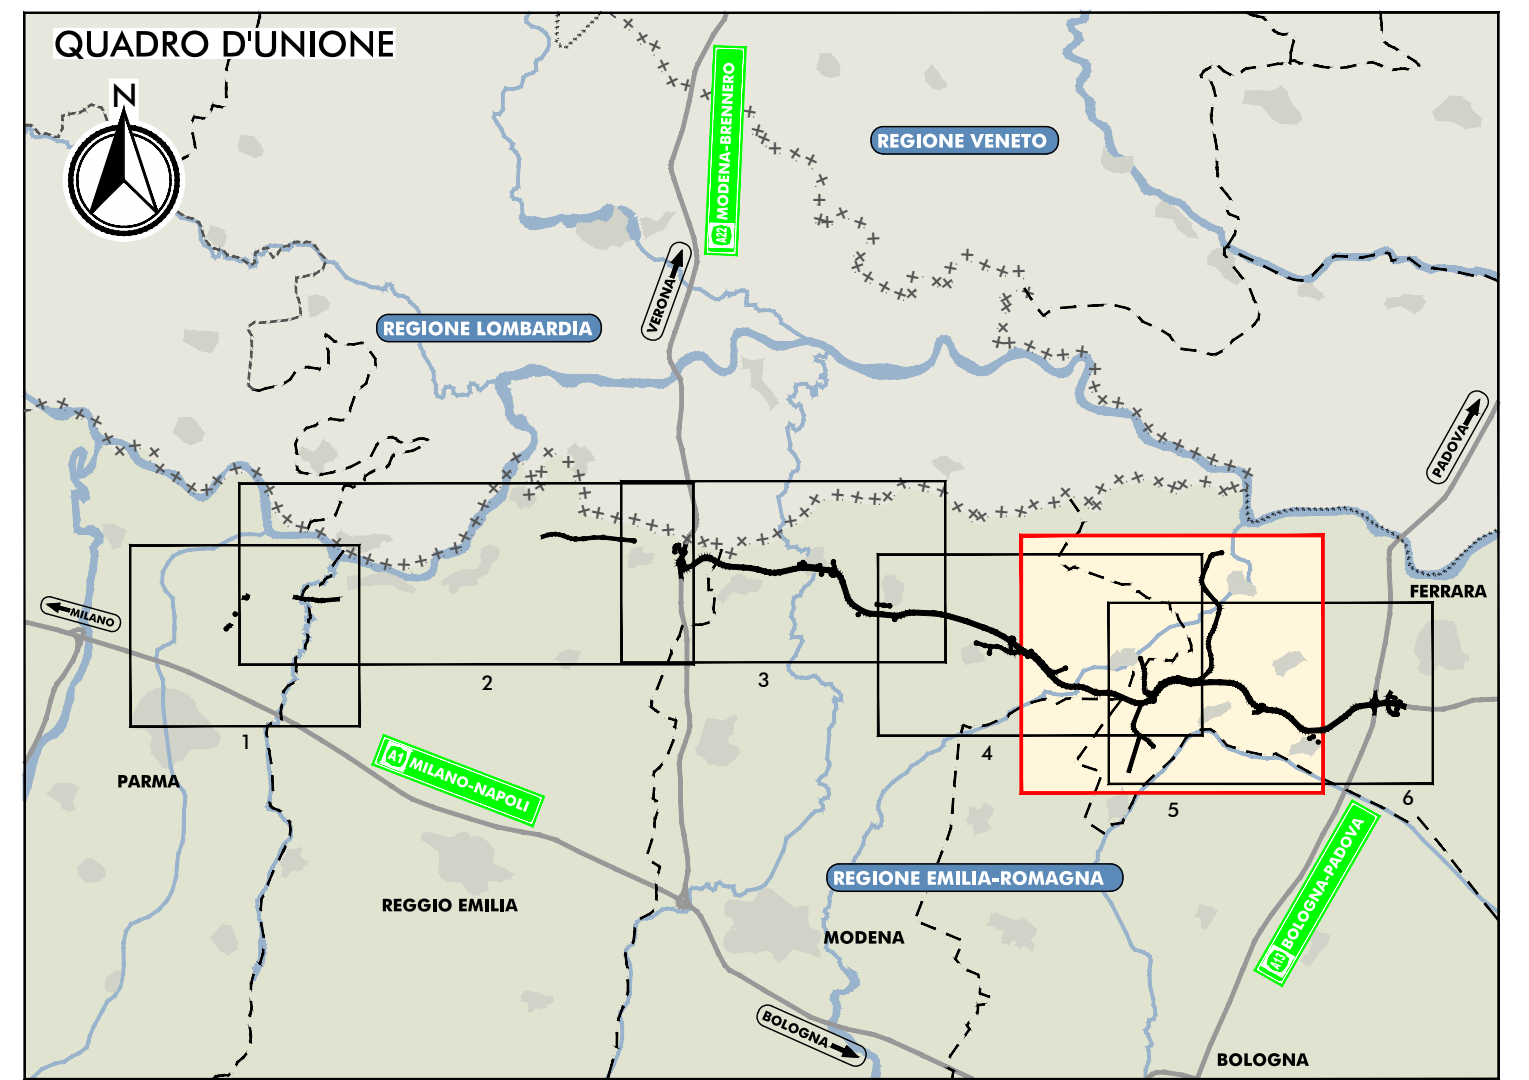 QUADRO D'UNIONE
N
A22 MODENA-BRENNERO
REGIONE VENETO
VERONA
REGIONE LOMBARDIA
PADOVA
MILANO
FERRARA
1
2
3
4
5
6
PARMA
A1 MILANO-NAPOLI
REGGIO EMILIA
REGIONE EMILIA-ROMAGNA
MODENA
A13 BOLOGNA-PADOVA
BOLOGNA
BOLOGNA